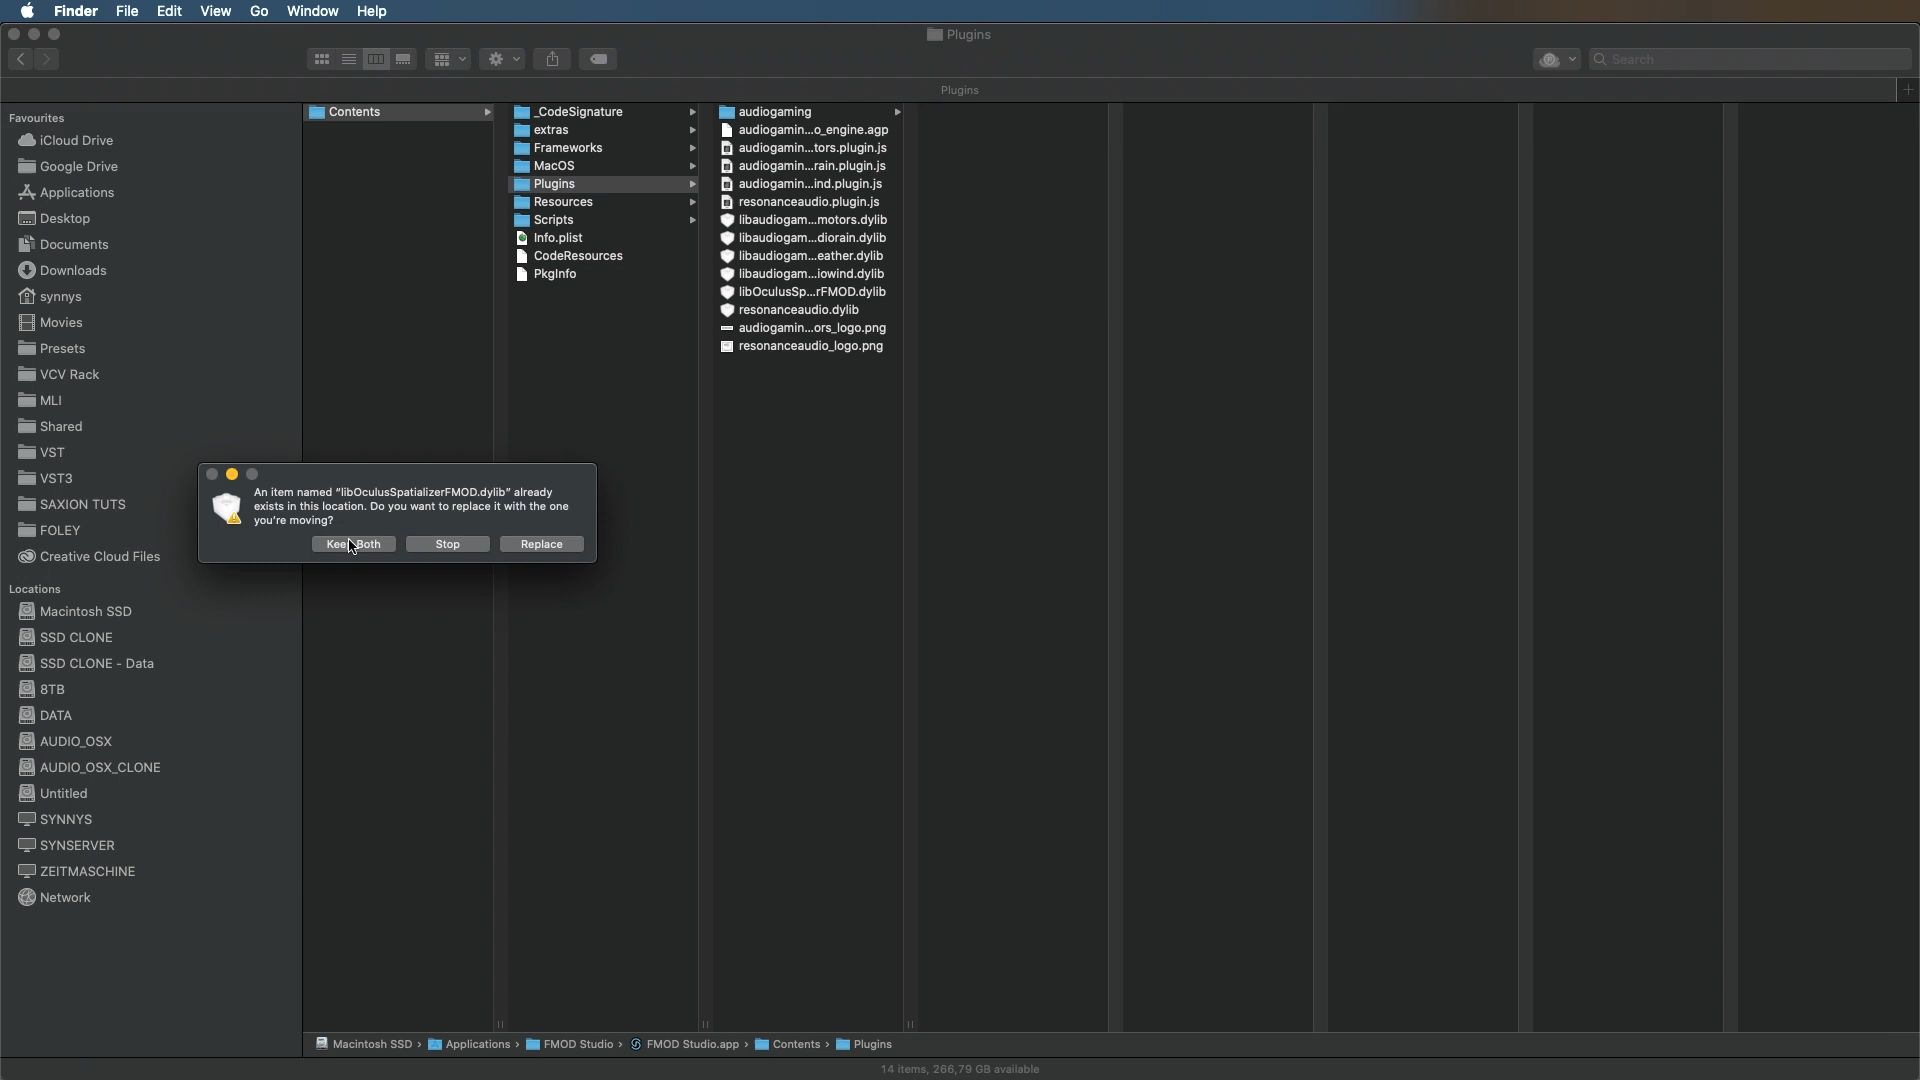 Finder File Edit View Go Window Help
Plugins
Search
Plugins
Favourites
iCloud Drive
Google Drive
Applications
Desktop
Documents
Downloads
synnys
Movies
Presets
VCV Rack
MLI
Shared
VST
VST3
SAXION TUTS
FOLEY
Creative Cloud Files
Locations
Macintosh SSD
SSD CLONE
SSD CLONE - Data
8TB
DATA
AUDIO_OSX
AUDIO_OSX_CLONE
Untitled
SYNNYS
SYNSERVER
ZEITMASCHINE
Network
Contents
_CodeSignature
extras
Frameworks
MacOS
Plugins
Resources
Scripts
Info.plist
CodeResources
PkgInfo
audiogaming
audiogamin...o_engine.agp
audiogamin...tors.plugin.js
audiogamin...rain.plugin.js
audiogamin...ind.plugin.js
resonanceaudio.plugin.js
libaudiogam...motors.dylib
libaudiogam...diorain.dylib
libaudiogam...eather.dylib
libaudiogam...iowind.dylib
libOculusSp...rFMOD.dylib
resonanceaudio.dylib
audiogamin...ors_logo.png
resonanceaudio_logo.png
An item named “libOculusSpatializerFMOD.dylib” already
exists in this location. Do you want to replace it with the one
you’re moving?
Keep Both Stop Replace
Macintosh SSD › Applications › FMOD Studio › FMOD Studio.app › Contents › Plugins
14 items, 266,79 GB available